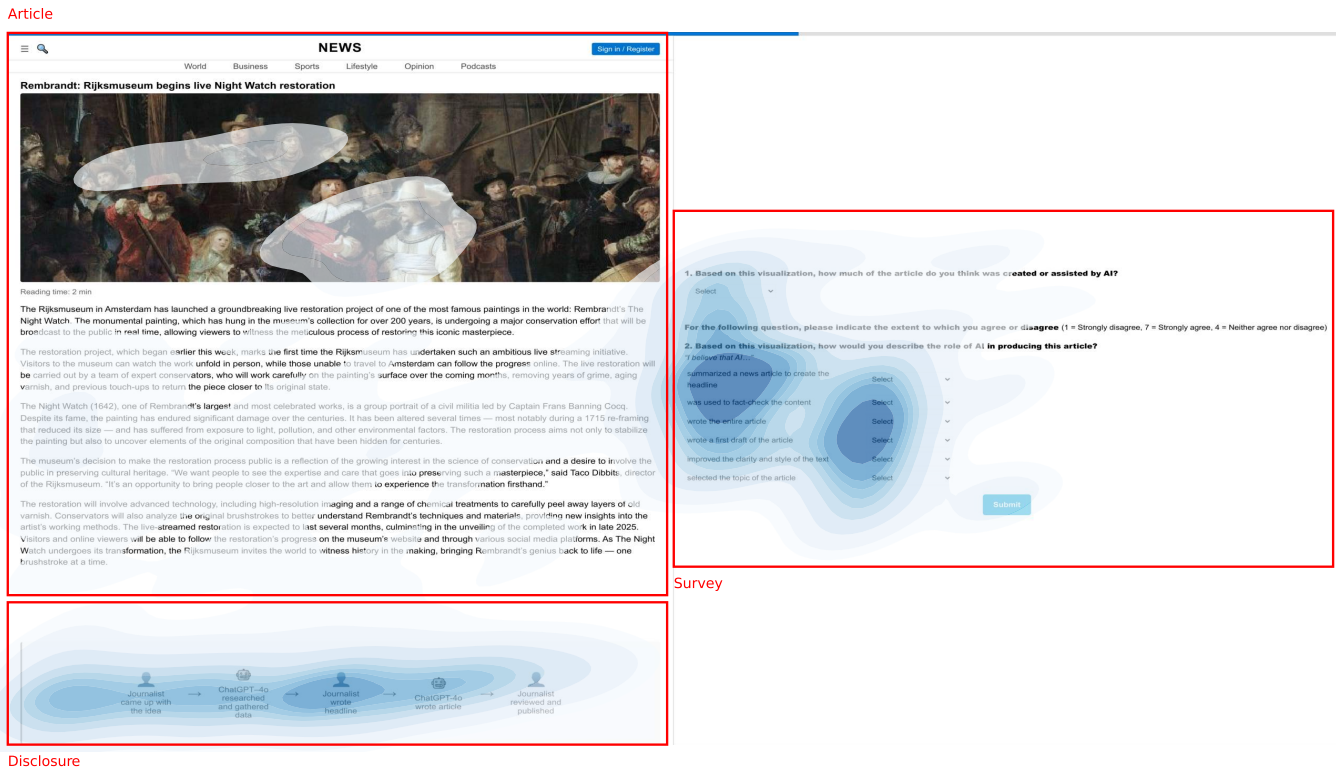 Article
NEWS
Sign in / Register
World Business Sports Lifestyle Opinion Podcasts
Rembrandt: Rijksmuseum begins live Night Watch restoration
Reading time: 2 min
The Rijksmuseum in Amsterdam has launched a groundbreaking live restoration project of one of the most famous paintings in the world: Rembrandt's The
Night Watch. The monumental painting, which has hung in the museum's collection for over 200 years, is undergoing a major conservation effort that will be
broadcast to the public in real time, allowing viewers to witness the meticulous process of restoring this iconic masterpiece.
The restoration project, which began earlier this week, marks the first time the Rijksmuseum has undertaken such an ambitious live streaming initiative.
Visitors to the museum can watch the work unfold in person, while those unable to travel to Amsterdam can follow the progress online. The live restoration will
be carried out by a team of expert conservators, who will work carefully on the painting's surface over the coming months, removing years of grime, aging
varnish, and previous touch-ups to return the piece closer to its original state.
The Night Watch (1642), one of Rembrandt's largest and most celebrated works, is a group portrait of a civil militia led by Captain Frans Banning Cocq.
Despite its fame, the painting has endured significant damage over the centuries. It has been altered several times — most notably during a 1715 re-framing
that reduced its size — and has suffered from exposure to light, pollution, and other environmental factors. The restoration process aims not only to stabilize
the painting but also to uncover elements of the original composition that have been hidden for centuries.
The museum's decision to make the restoration process public is a reflection of the growing interest in the science of conservation and a desire to involve the
public in preserving cultural heritage. "We want people to see the expertise and care that goes into preserving such a masterpiece," said Taco Dibbits, director
of the Rijksmuseum. "It's an opportunity to bring people closer to the art and allow them to experience the transformation firsthand."
The restoration will involve advanced technology, including high-resolution imaging and a range of chemical treatments to carefully peel away layers of old
varnish. Conservators will also analyze the original brushstrokes to better understand Rembrandt's techniques and materials, providing new insights into the
artist's working methods. The live-streamed restoration is expected to last several months, culminating in the unveiling of the completed work in late 2025.
Visitors and online viewers will be able to follow the restoration's progress on the museum's website and through various social media platforms. As The Night
Watch undergoes its transformation, the Rijksmuseum invites the world to witness history in the making, bringing Rembrandt's genius back to life — one
brushstroke at a time.
Journalist
came up with
the idea
→
ChatGPT-4o
researched
and gathered
data
→
Journalist
wrote
headline
→
ChatGPT-4o
wrote article
→
Journalist
reviewed and
published
Disclosure
1. Based on this visualization, how much of the article do you think was created or assisted by AI?
Select
For the following question, please indicate the extent to which you agree or disagree (1 = Strongly disagree, 7 = Strongly agree, 4 = Neither agree nor disagree)
2. Based on this visualization, how would you describe the role of AI in producing this article?
"I believe that AI..."
summarized a news article to create the
headline
Select
was used to fact-check the content Select
wrote the entire article Select
wrote a first draft of the article Select
improved the clarity and style of the text Select
selected the topic of the article Select
Submit
Survey